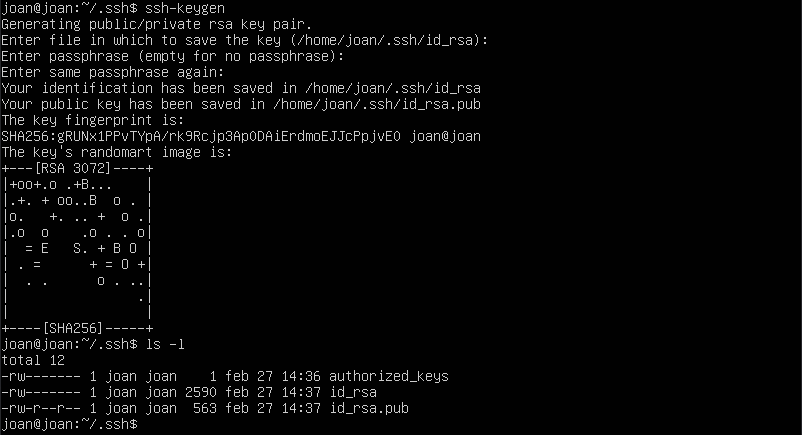 joan@joan:~/.ssh$ ssh-keygen
Generating public/private rsa key pair.
Enter file in which to save the key (/home/joan/.ssh/id_rsa):
Enter passphrase (empty for no passphrase):
Enter same passphrase again:
Your identification has been saved in /home/joan/.ssh/id_rsa
Your public key has been saved in /home/joan/.ssh/id_rsa.pub
The key fingerprint is:
SHA256:gRUNx1PPvTYpA/rk9Rcjp3ApODAiErdmoEJJcPpjvE0 joan@joan
The key's randomart image is:
+---[RSA 3072]----+
|+oo+.o .+B...    |
|.+. + oo..B  o . |
|o.   +. .. +  o .|
|.o  o    .o . . o|
|  = E   S. + B O |
| . =      + = O +|
|  . .      o . ..|
|                .|
|                 |
+----[SHA256]-----+
joan@joan:~/.ssh$ ls -l
total 12
-rw------- 1 joan joan    1 feb 27 14:36 authorized_keys
-rw------- 1 joan joan 2590 feb 27 14:37 id_rsa
-rw-r--r-- 1 joan joan  563 feb 27 14:37 id_rsa.pub
joan@joan:~/.ssh$